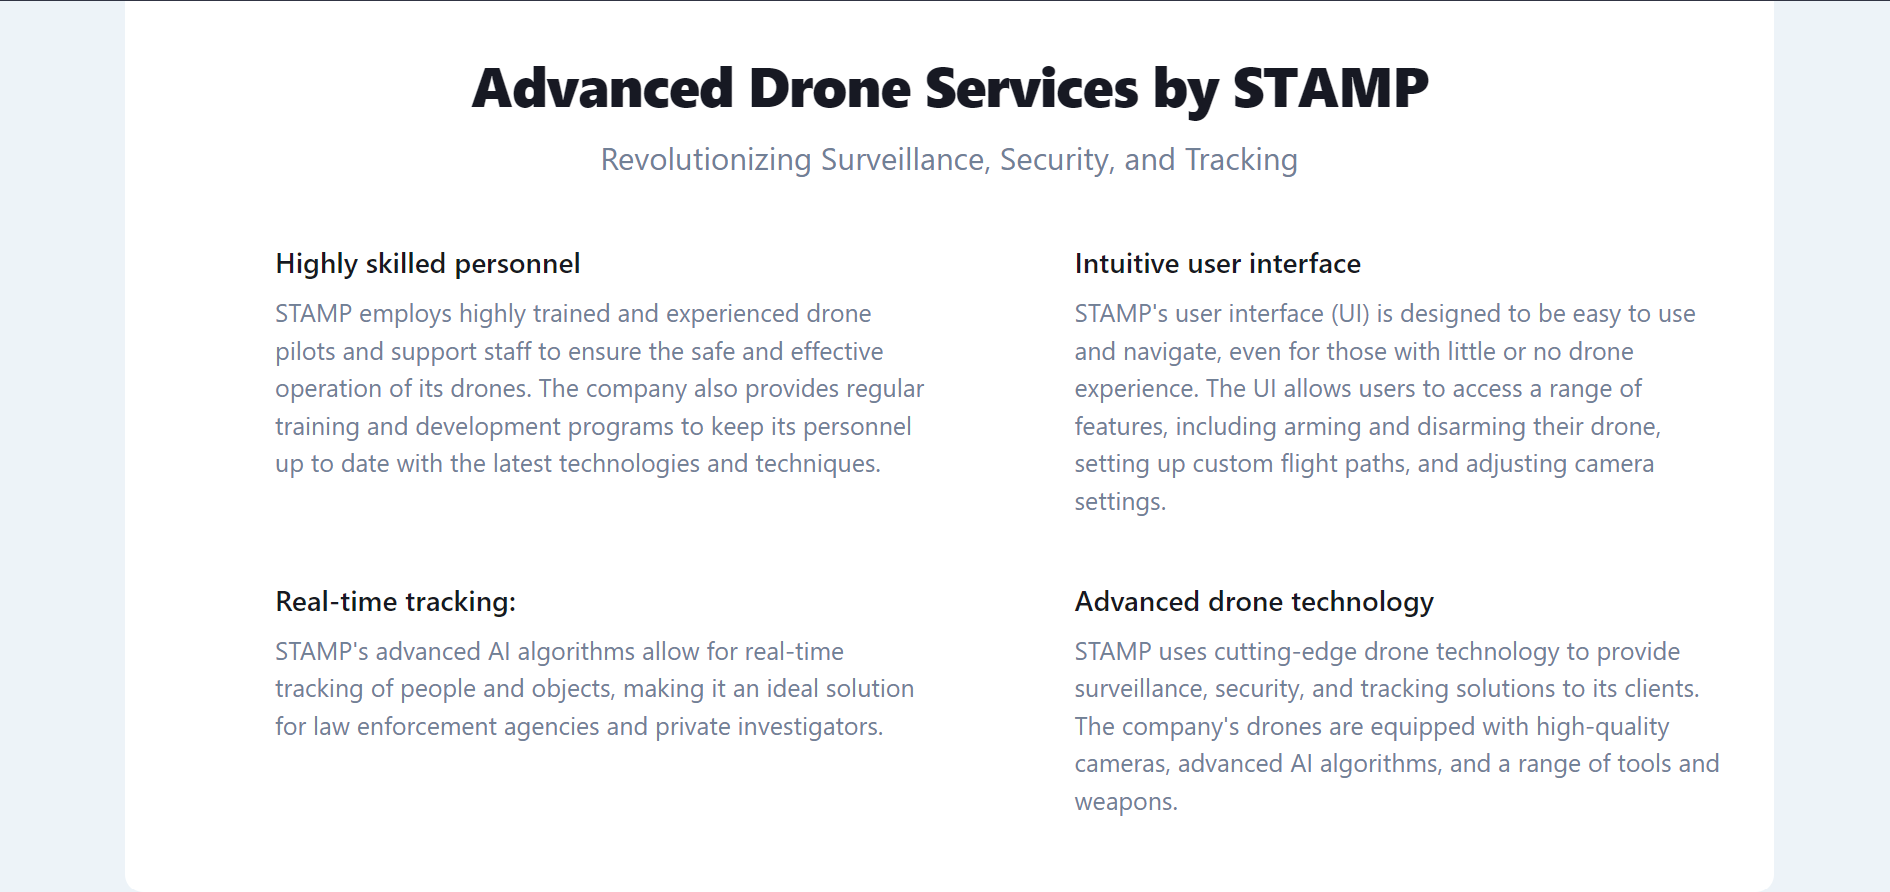 Advanced Drone Services by STAMP
Revolutionizing Surveillance, Security, and Tracking
Highly skilled personnel
STAMP employs highly trained and experienced drone
pilots and support staff to ensure the safe and effective
operation of its drones. The company also provides regular
training and development programs to keep its personnel
up to date with the latest technologies and techniques.
Intuitive user interface
STAMP's user interface (UI) is designed to be easy to use
and navigate, even for those with little or no drone
experience. The UI allows users to access a range of
features, including arming and disarming their drone,
setting up custom flight paths, and adjusting camera
settings.
Real-time tracking:
STAMP's advanced AI algorithms allow for real-time
tracking of people and objects, making it an ideal solution
for law enforcement agencies and private investigators.
Advanced drone technology
STAMP uses cutting-edge drone technology to provide
surveillance, security, and tracking solutions to its clients.
The company's drones are equipped with high-quality
cameras, advanced AI algorithms, and a range of tools and
weapons.